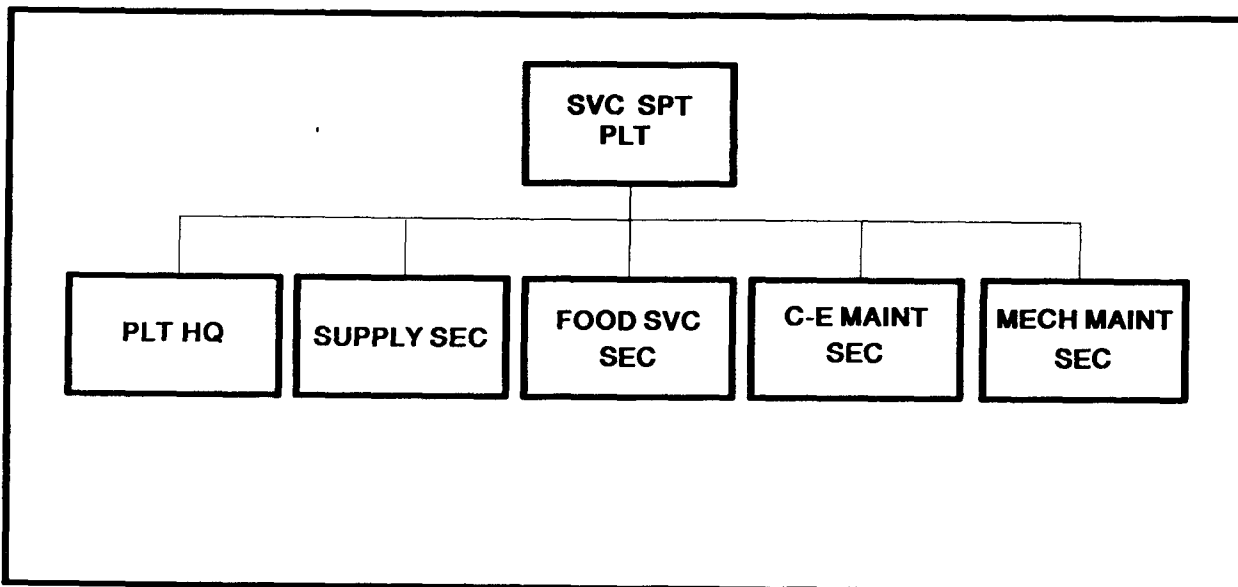 SVC SPT
PLT
PLT HQ
SUPPLY SEC
FOOD SVC
SEC
C-E MAINT
SEC
MECH MAINT
SEC